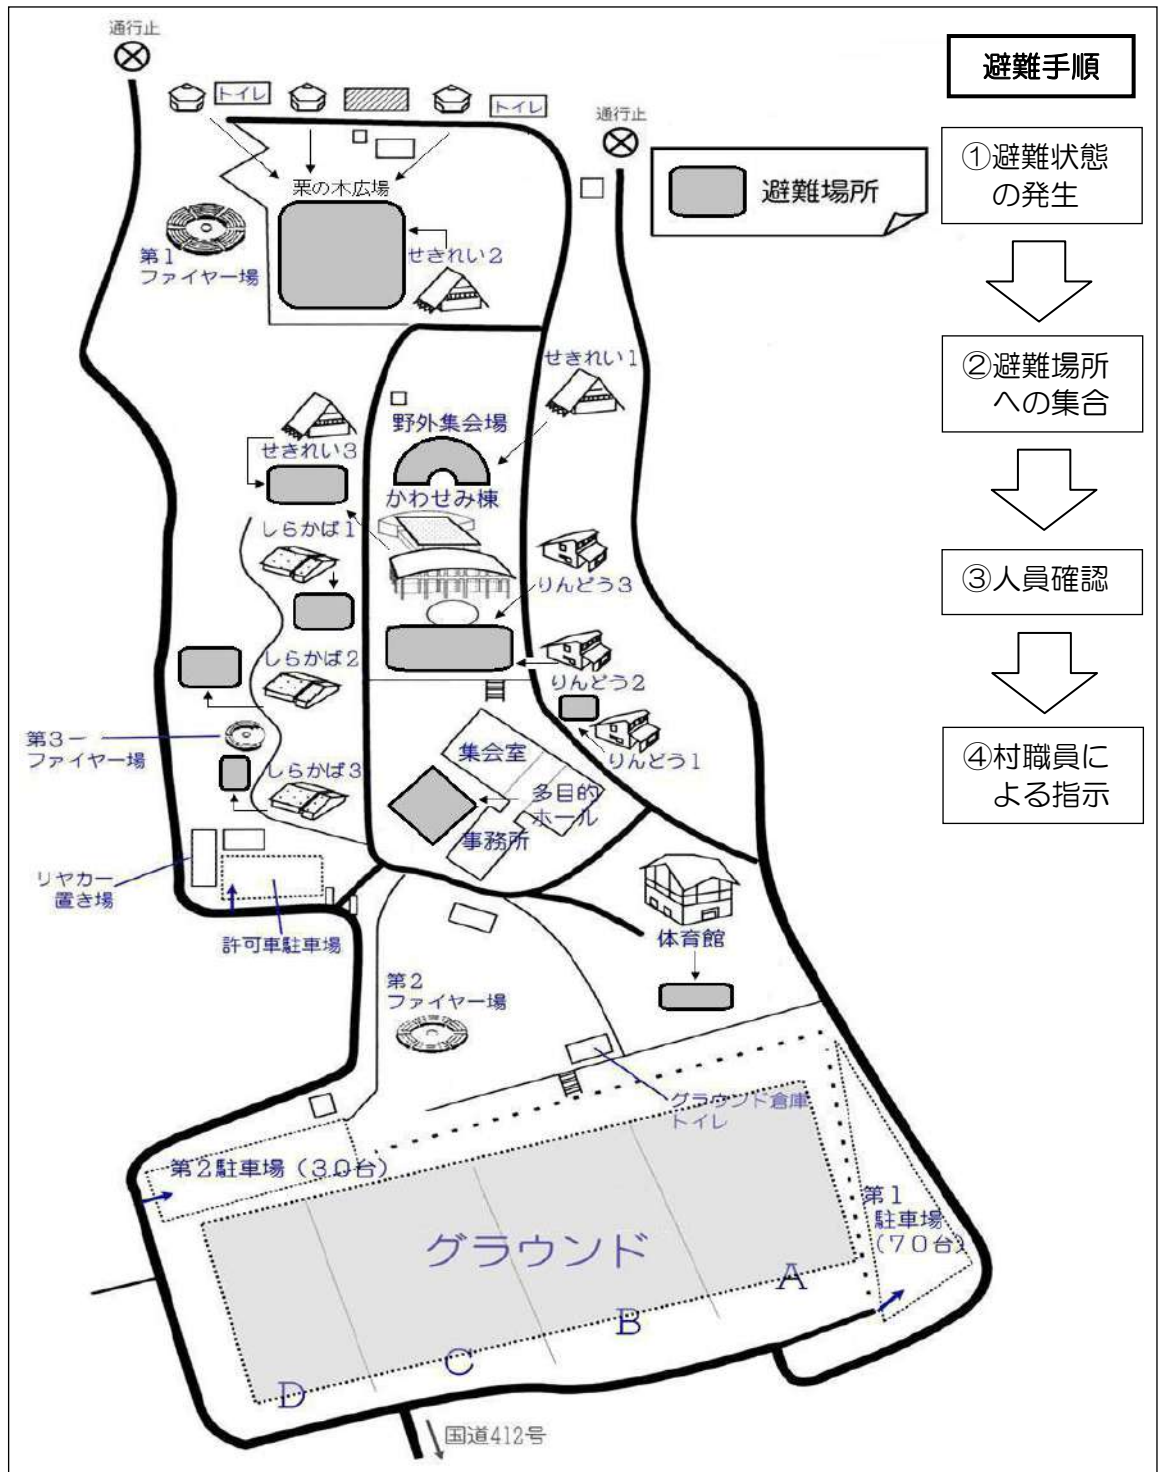 通行止
避難手順
トイレ
トイレ
通行止
①避難状態
の発生
避難場所
栗の木広場
第1
ファイヤー場
せきれい2
②避難場所
への集合
せきれい1
野外集会場
せきれい3
かわせみ棟
しらかば1
③人員確認
りんどう3
しらかば2
りんどう2
第3
ファイヤー場
集会室
りんどう1
④村職員に
よる指示
しらかば3
多目的
ホール
事務所
リヤカー
置き場
許可車駐車場
体育館
第2
ファイヤー場
グラウンド倉庫
トイレ
第2駐車場(30台)
第1
駐車場
(70台)
グラウンド
A
B
C
D
国道412号